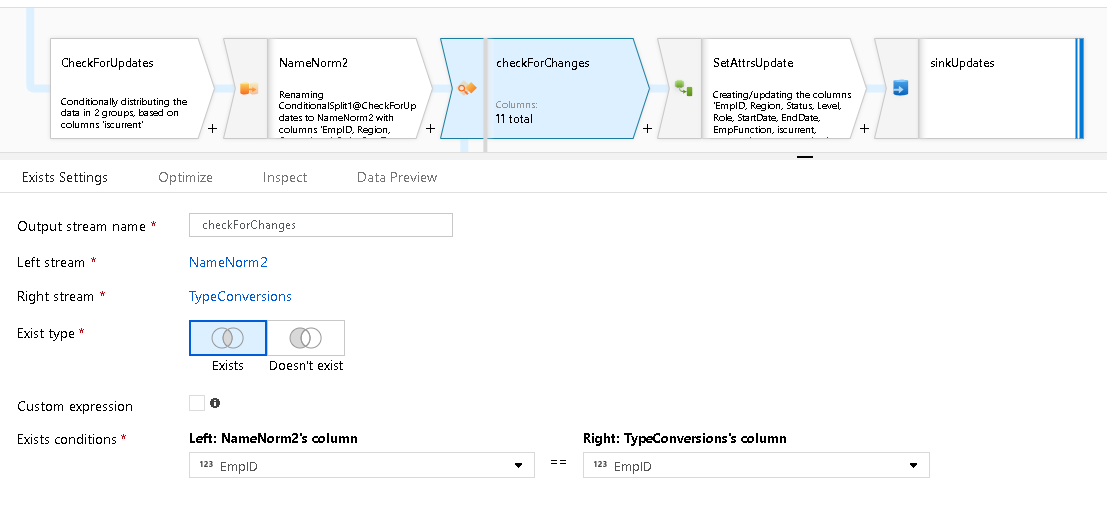 CheckForUpdates
Conditionally distributing the
data in 2 groups, based on
columns 'iscurrent'
+
NameNorm2
Renaming
ConditionalSplit1@CheckForUp
dates to NameNorm2 with
columns 'EmpID, Region,
+
checkForChanges
Columns:
11 total
+
SetAttrsUpdate
Creating/updating the columns
'EmpID, Region, Status, Level,
Role, StartDate, EndDate,
EmpFunction, iscurrent,
+
sinkUpdates
Exists Settings
Optimize
Inspect
Data Preview
Output stream name *
checkForChanges
Left stream *
NameNorm2
Right stream *
TypeConversions
Exist type *
Exists
Doesn't exist
Custom expression
Exists conditions *
Left: NameNorm2's column
Right: TypeConversions's column
123 EmpID
==
123 EmpID